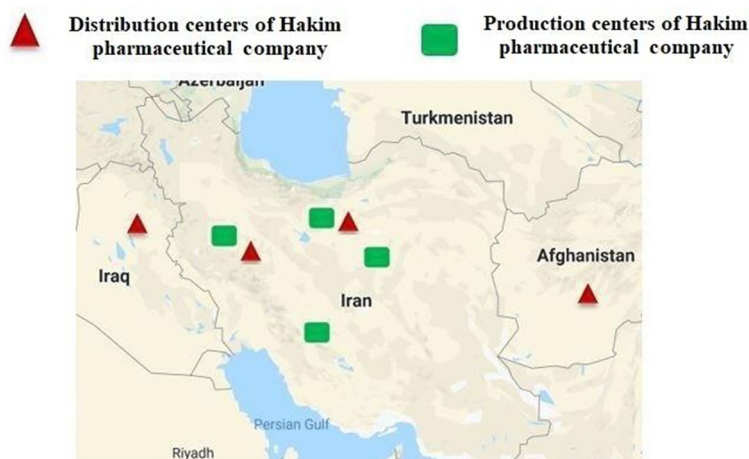 Distribution centers of Hakim
pharmaceutical company
Production centers of Hakim
pharmaceutical company
Azerbaijan
Turkmenistan
Afghanistan
Iraq
Iran
Persian Gulf
Riyadh